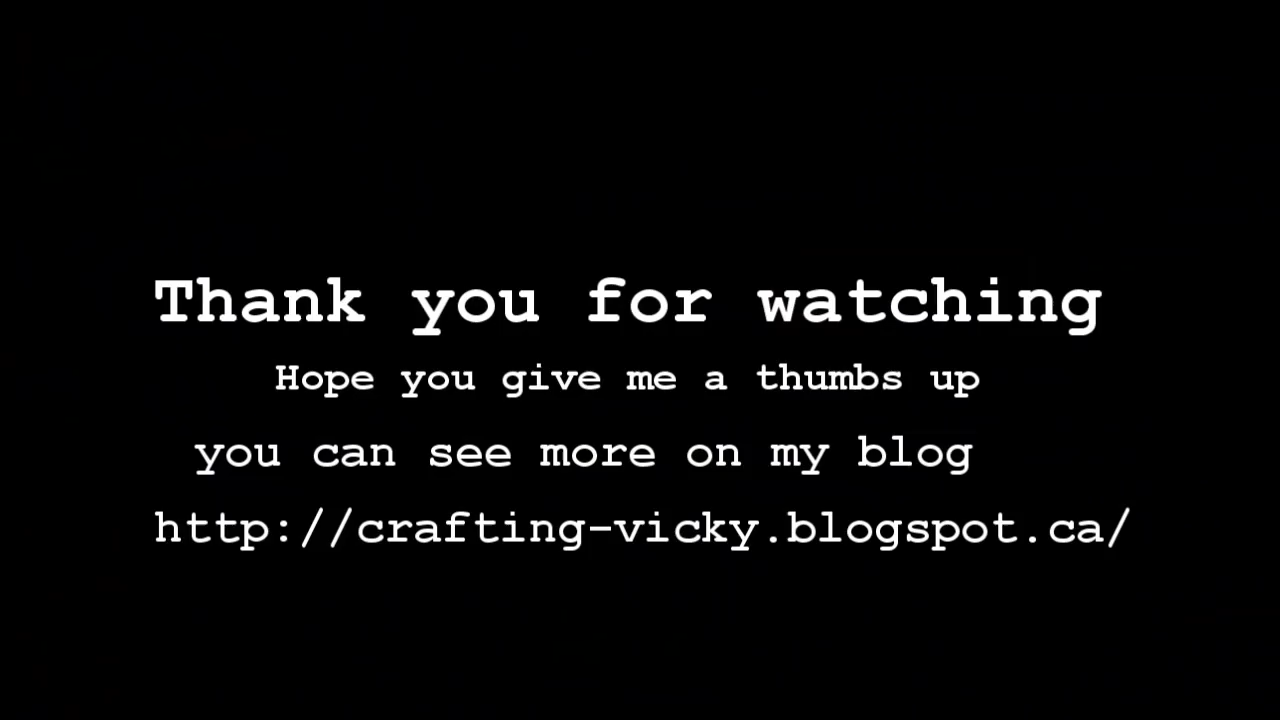 Thank you for watching
Hope you give me a thumbs up
you can see more on my blog
http://crafting-vicky.blogspot.ca/